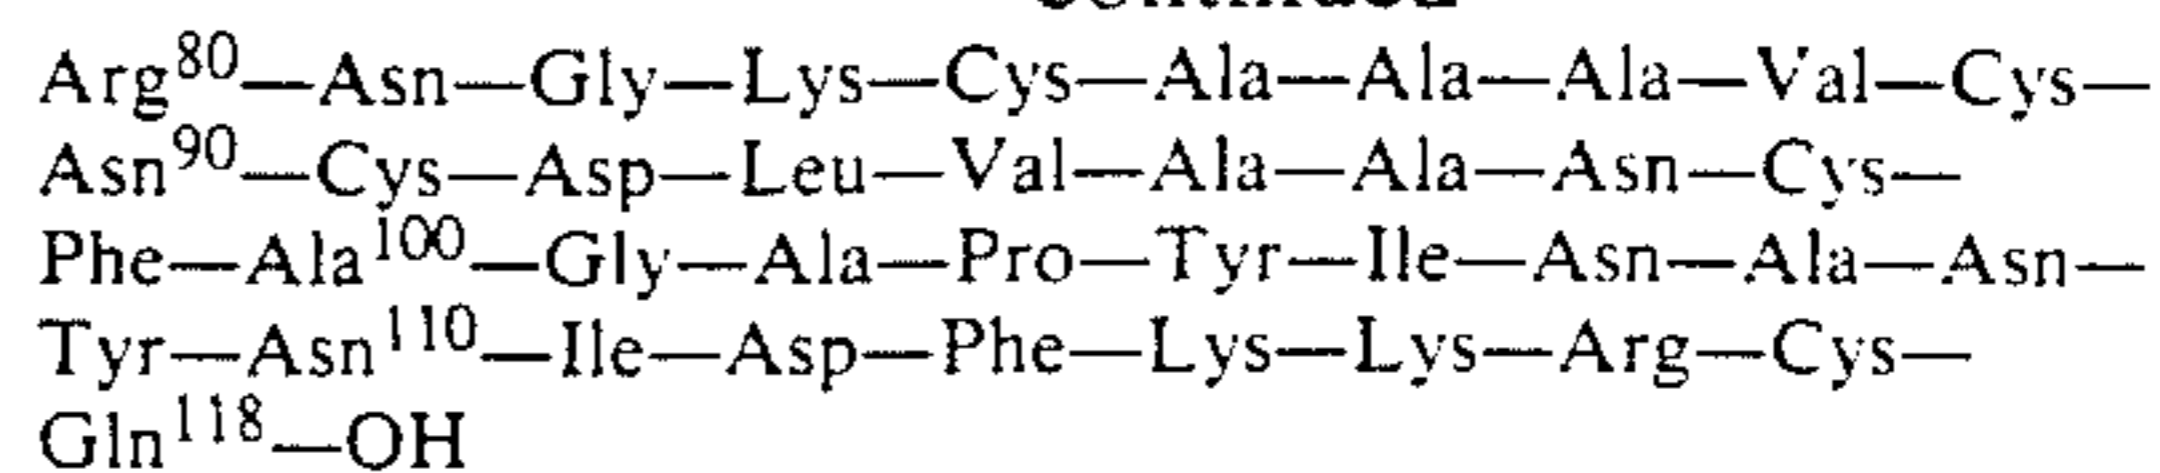 Arg⁸⁰—Asn—Gly—Lys—Cys—Ala—Ala—Ala—Val—Cys—
Asn⁹⁰—Cys—Asp—Leu—Val—Ala—Ala—Asn—Cys—
Phe—Ala¹⁰⁰—Gly—Ala—Pro—Tyr—Ile—Asn—Ala—Asn—
Tyr—Asn¹¹⁰—Ile—Asp—Phe—Lys—Lys—Arg—Cys—
Gln¹¹⁸—OH